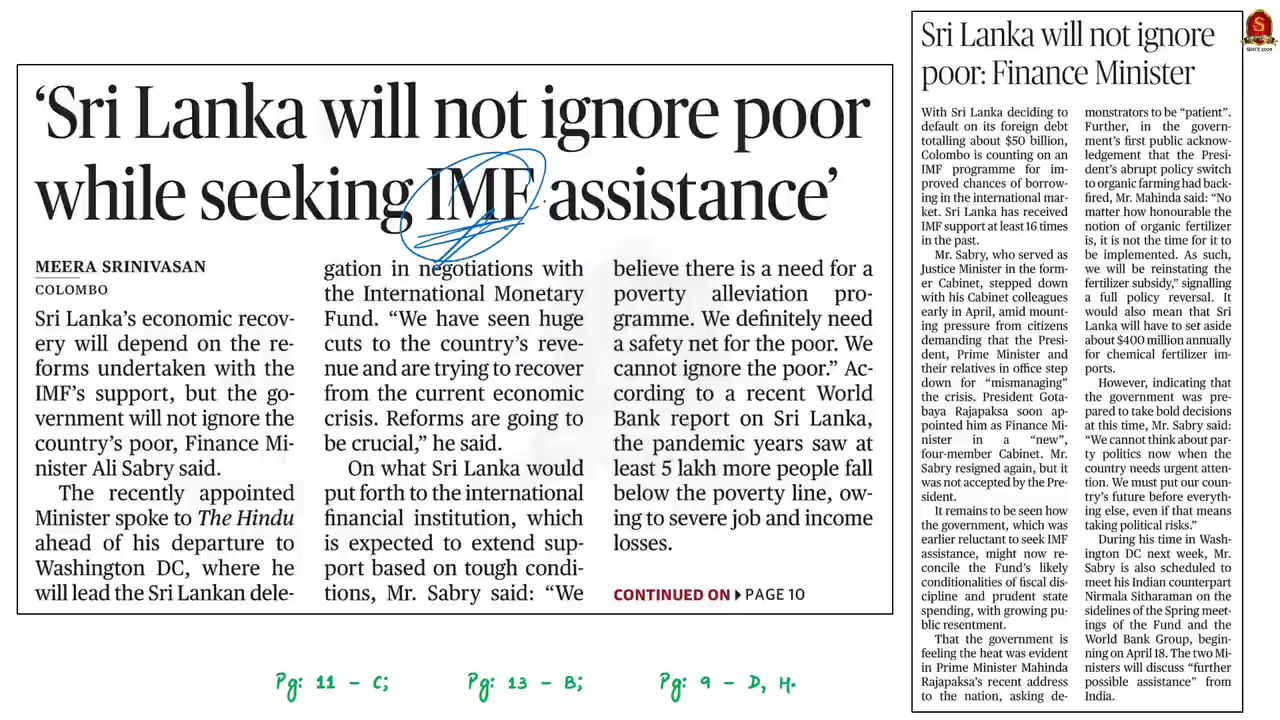 ‘Sri Lanka will not ignore poor
while seeking IMF assistance’
MEERA SRINIVASAN
COLOMBO
Sri Lanka’s economic recov-
ery will depend on the re-
forms undertaken with the
IMF’s support, but the go-
vernment will not ignore the
country’s poor, Finance Mi-
nister Ali Sabry said.
The recently appointed
Minister spoke to The Hindu
ahead of his departure to
Washington DC, where he
will lead the Sri Lankan dele-
gation in negotiations with
the International Monetary
Fund. “We have seen huge
cuts to the country’s reve-
nue and are trying to recover
from the current economic
crisis. Reforms are going to
be crucial,” he said.
On what Sri Lanka would
put forth to the international
financial institution, which
is expected to extend sup-
port based on tough condi-
tions, Mr. Sabry said: “We
believe there is a need for a
poverty alleviation pro-
gramme. We definitely need
a safety net for the poor. We
cannot ignore the poor.” Ac-
cording to a recent World
Bank report on Sri Lanka,
the pandemic years saw at
least 5 lakh more people fall
below the poverty line, ow-
ing to severe job and income
losses.
CONTINUED ON PAGE 10
Sri Lanka will not ignore
poor: Finance Minister
With Sri Lanka deciding to
default on its foreign debt
totalling about $50 billion,
Colombo is counting on an
IMF programme for im-
proved chances of borrow-
ing in the international mar-
ket. Sri Lanka has received
IMF support at least 16 times
in the past.
Mr. Sabry, who served as
Justice Minister in the form-
er Cabinet, stepped down
with his Cabinet colleagues
early in April, amid mount-
ing pressure from citizens
demanding that the Presi-
dent, Prime Minister and
their relatives in office step
down for “mismanaging”
the crisis. President Gota-
baya Rajapaksa soon ap-
pointed him as Finance Mi-
nister in a “new”,
four-member Cabinet. Mr.
Sabry resigned again, but it
was not accepted by the Pre-
sident.
It remains to be seen how
the government, which was
earlier reluctant to seek IMF
assistance, might now re-
concile the Fund’s likely
conditionalities of fiscal dis-
cipline and prudent state
spending, with growing pu-
blic resentment.
That the government is
feeling the heat was evident
in Prime Minister Mahinda
Rajapaksa’s recent address
to the nation, asking de-
monstrators to be “patient”.
Further, in the govern-
ment’s first public acknow-
ledgement that the Presi-
dent’s abrupt policy switch
to organic farming had back-
fired, Mr. Mahinda said: “No
matter how honourable the
notion of organic fertilizer
is, it is not the time for it to
be implemented. As such,
we will be reinstating the
fertilizer subsidy,” signalling
a full policy reversal. It
would also mean that Sri
Lanka will have to set aside
about $400 million annually
for chemical fertilizer im-
ports.
However, indicating that
the government was pre-
pared to take bold decisions
at this time, Mr. Sabry said:
“We cannot think about par-
ty politics now when the
country needs urgent atten-
tion. We must put our coun-
try’s future before everyth-
ing else, even if that means
taking political risks.”
During his time in Wash-
ington DC next week, Mr.
Sabry is also scheduled to
meet his Indian counterpart
Nirmala Sitharaman on the
sidelines of the Spring meet-
ings of the Fund and the
World Bank Group, begin-
ning on April 18. The two Mi-
nisters will discuss “further
possible assistance” from
India.
S
SINCE 2004
Pg: 11 - C; Pg: 13 - B; Pg: 9 - D, H.